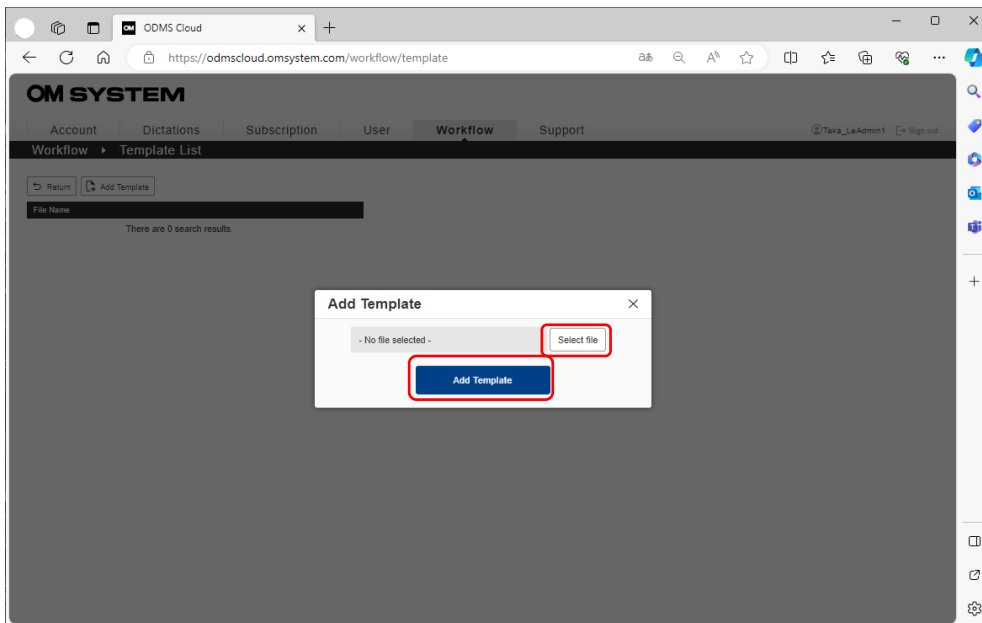 ODMS Cloud
https://odmscloud.omsystem.com/workflow/template
OM SYSTEM
Account Dictations Subscription User Workflow Support Taka_LeAdmin1 Sign out
Workflow Template List
Return Add Template
File Name
There are 0 search results.
Add Template
- No file selected - Select file
Add Template